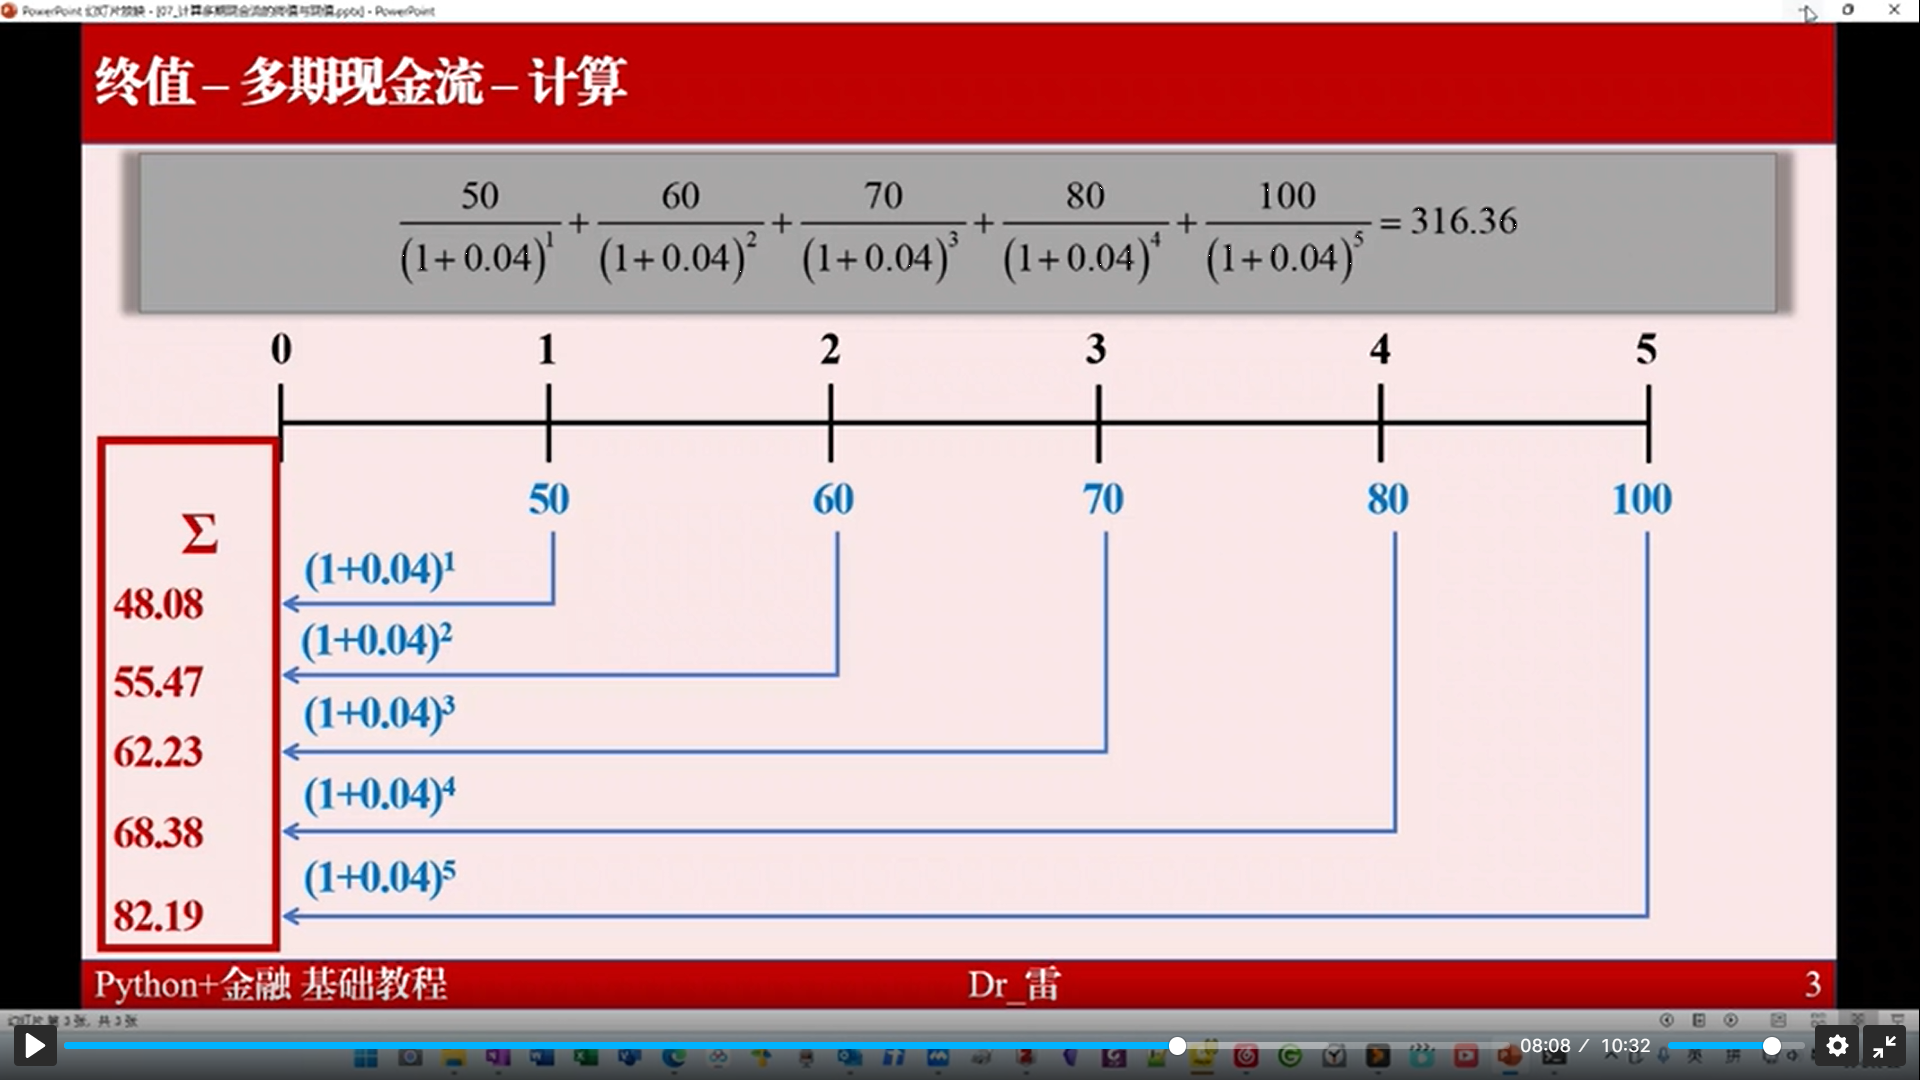 PowerPoint 幻灯片放映 - [07_计算多期现金流的终值与现值.pptx] - PowerPoint
终值 – 多期现金流 – 计算
50/(1+0.04)^1 + 60/(1+0.04)^2 + 70/(1+0.04)^3 + 80/(1+0.04)^4 + 100/(1+0.04)^5 = 316.36
0 1 2 3 4 5
50 60 70 80 100
Σ
(1+0.04)^1
48.08
(1+0.04)^2
55.47
(1+0.04)^3
62.23
(1+0.04)^4
68.38
(1+0.04)^5
82.19
Python+金融 基础教程 Dr_雷 3
幻灯片 第 3 张, 共 3 张
08:08 / 10:32
英 拼